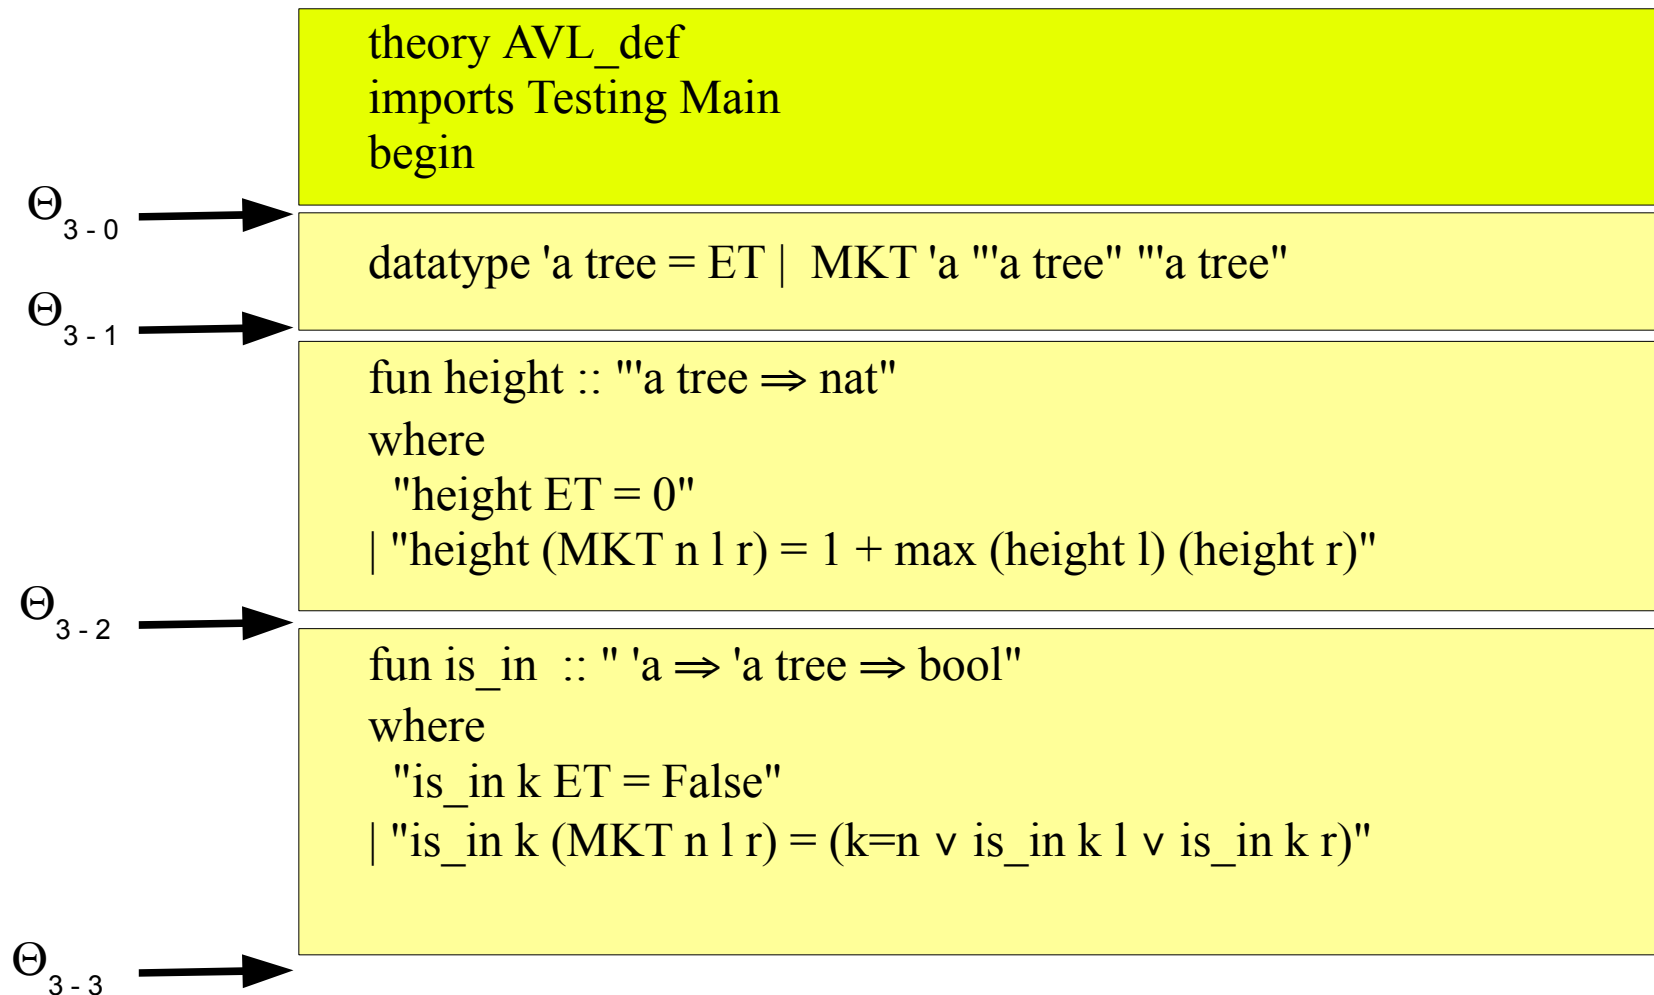 theory AVL_def
imports Testing Main
begin
Θ3 - 0
datatype 'a tree = ET | MKT 'a "'a tree" "'a tree"
Θ3 - 1
fun height :: "'a tree ⇒ nat"
where
"height ET = 0"
| "height (MKT n l r) = 1 + max (height l) (height r)"
Θ3 - 2
fun is_in :: " 'a ⇒ 'a tree ⇒ bool"
where
"is_in k ET = False"
| "is_in k (MKT n l r) = (k=n ∨ is_in k l ∨ is_in k r)"
Θ3 - 3